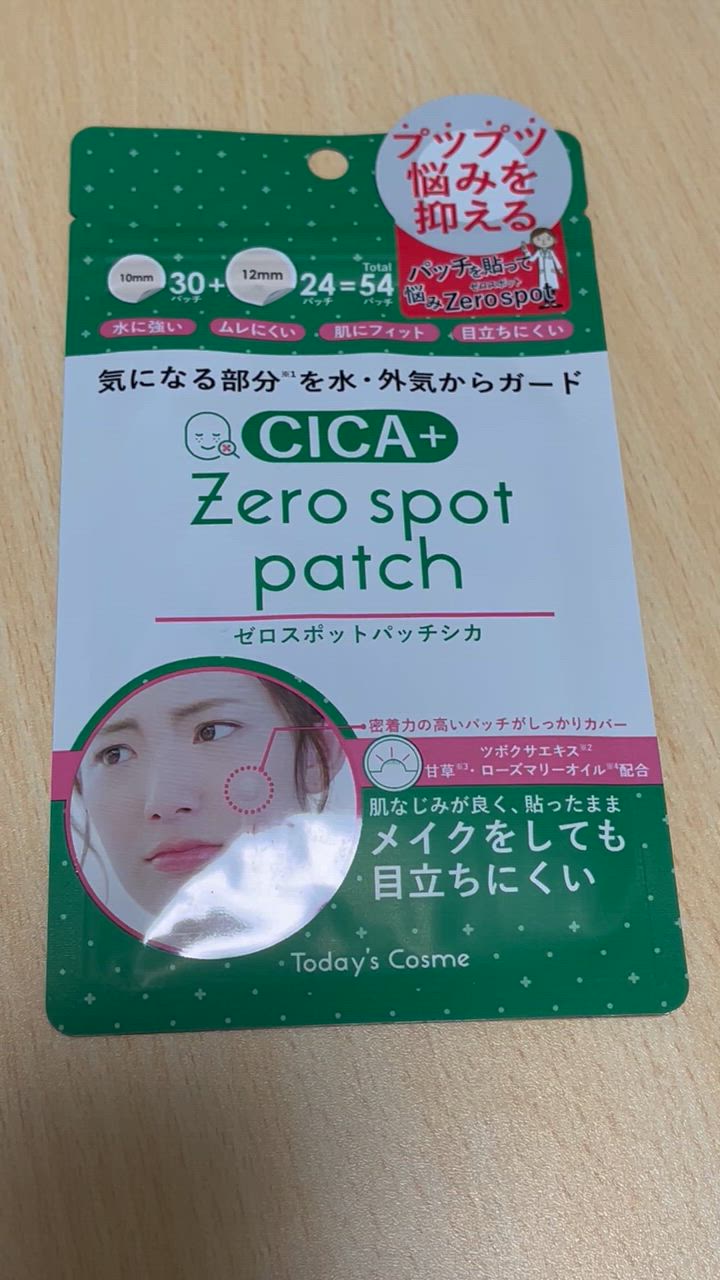 プツプツ
悩みを
抑える
パッチを貼って
ゼロスポット
悩みZerospot
10mm 30+ 12mm 24=54
パッチ パッチ Total パッチ
水に強い ムレにくい 肌にフィット 目立ちにくい
気になる部分※1を水・外気からガード
CICA+
Zero spot
patch
ゼロスポットパッチシカ
密着力の高いパッチがしっかりカバー
ツボクサエキス※2
甘草※3・ローズマリーオイル※4配合
肌なじみが良く、貼ったまま
メイクをしても
目立ちにくい
Today's Cosme